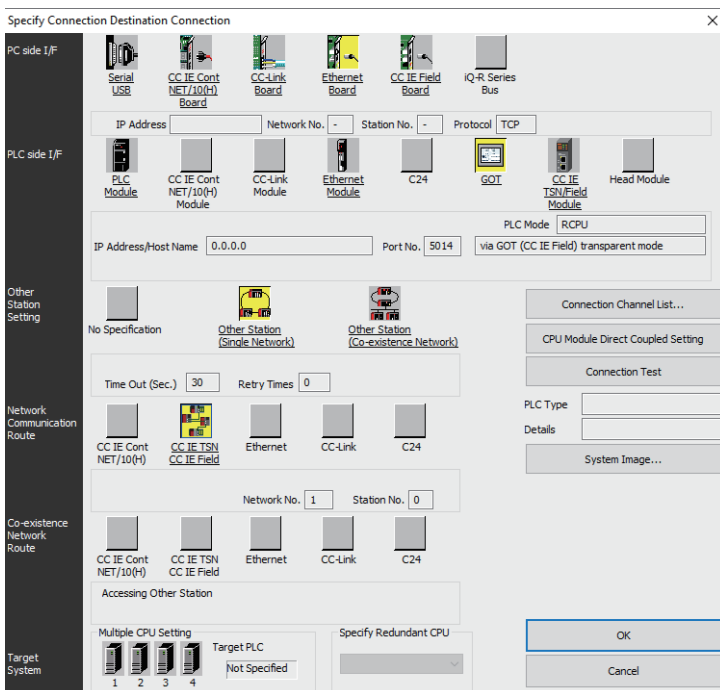 Specify Connection Destination Connection
PC side I/F
Serial
USB
CC IE Cont
NET/10(H)
Board
CC-Link
Board
Ethernet
Board
CC IE Field
Board
iQ-R Series
Bus
IP Address
Network No. -
Station No. -
Protocol TCP
PLC side I/F
PLC
Module
CC IE Cont
NET/10(H)
Module
CC-Link
Module
Ethernet
Module
C24
GOT
CC IE
TSN/Field
Module
Head Module
PLC Mode RCPU
IP Address/Host Name 0.0.0.0
Port No. 5014
via GOT (CC IE Field) transparent mode
Other
Station
Setting
No Specification
Other Station
(Single Network)
Other Station
(Co-existence Network)
Connection Channel List...
CPU Module Direct Coupled Setting
Connection Test
Time Out (Sec.) 30
Retry Times 0
PLC Type
Details
System Image...
Network
Communication
Route
CC IE Cont
NET/10(H)
CC IE TSN
CC IE Field
Ethernet
CC-Link
C24
Network No. 1
Station No. 0
Co-existence
Network
Route
CC IE Cont
NET/10(H)
CC IE TSN
CC IE Field
Ethernet
CC-Link
C24
Accessing Other Station
Target
System
Multiple CPU Setting
1 2 3 4
Target PLC
Not Specified
Specify Redundant CPU
OK
Cancel